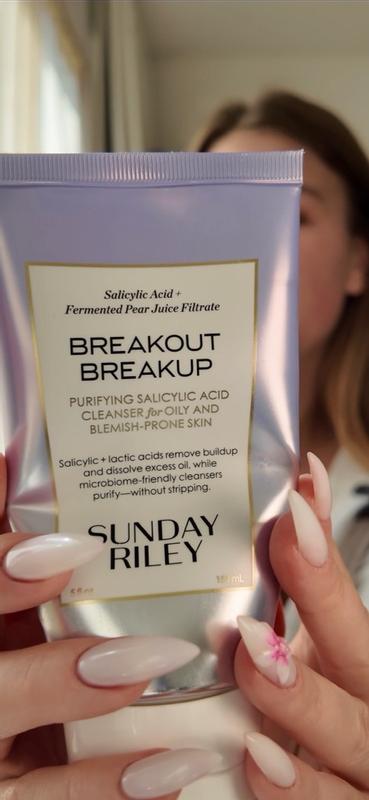 Salicylic Acid +
Fermented Pear Juice Filtrate
BREAKOUT
BREAKUP
PURIFYING SALICYLIC ACID
CLEANSER for OILY AND
BLEMISH-PRONE SKIN
Salicylic + lactic acids remove buildup
and dissolve excess oil, while
microbiome-friendly cleansers
purify—without stripping.
SUNDAY
RILEY